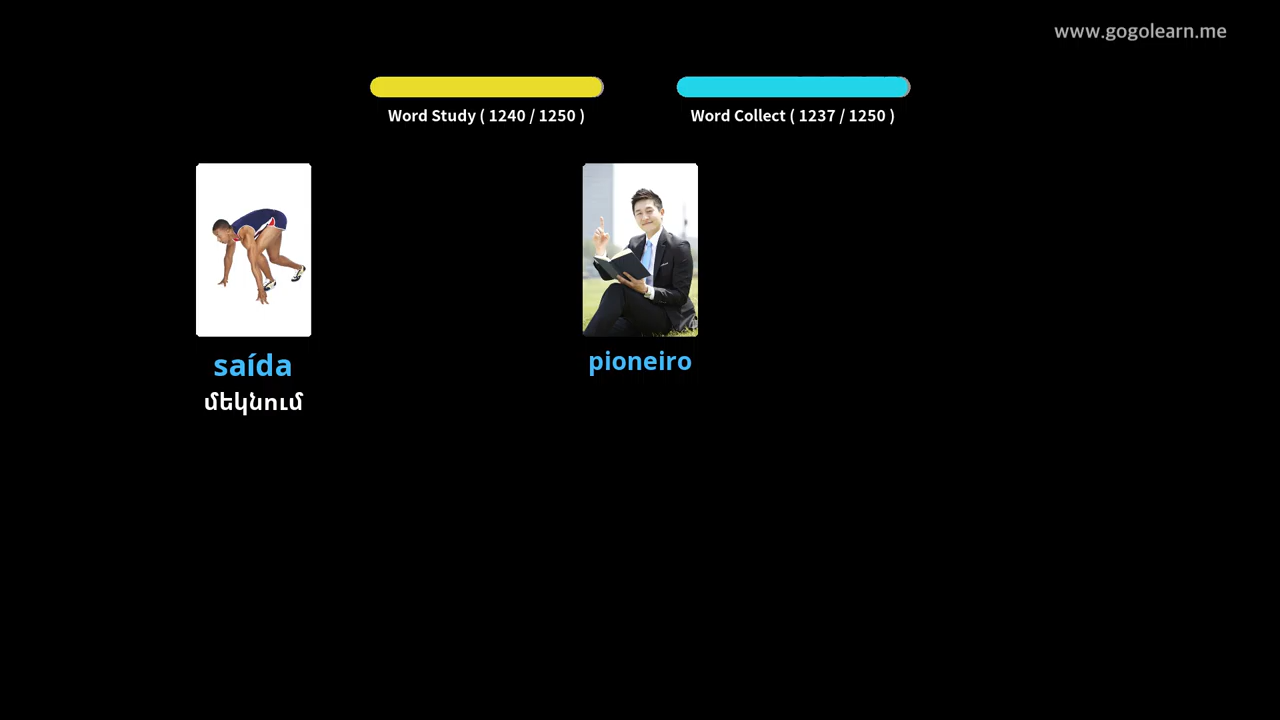 www.gogolearn.me
Word Study ( 1240 / 1250 )
Word Collect ( 1237 / 1250 )
saída
մեկնում
pioneiro